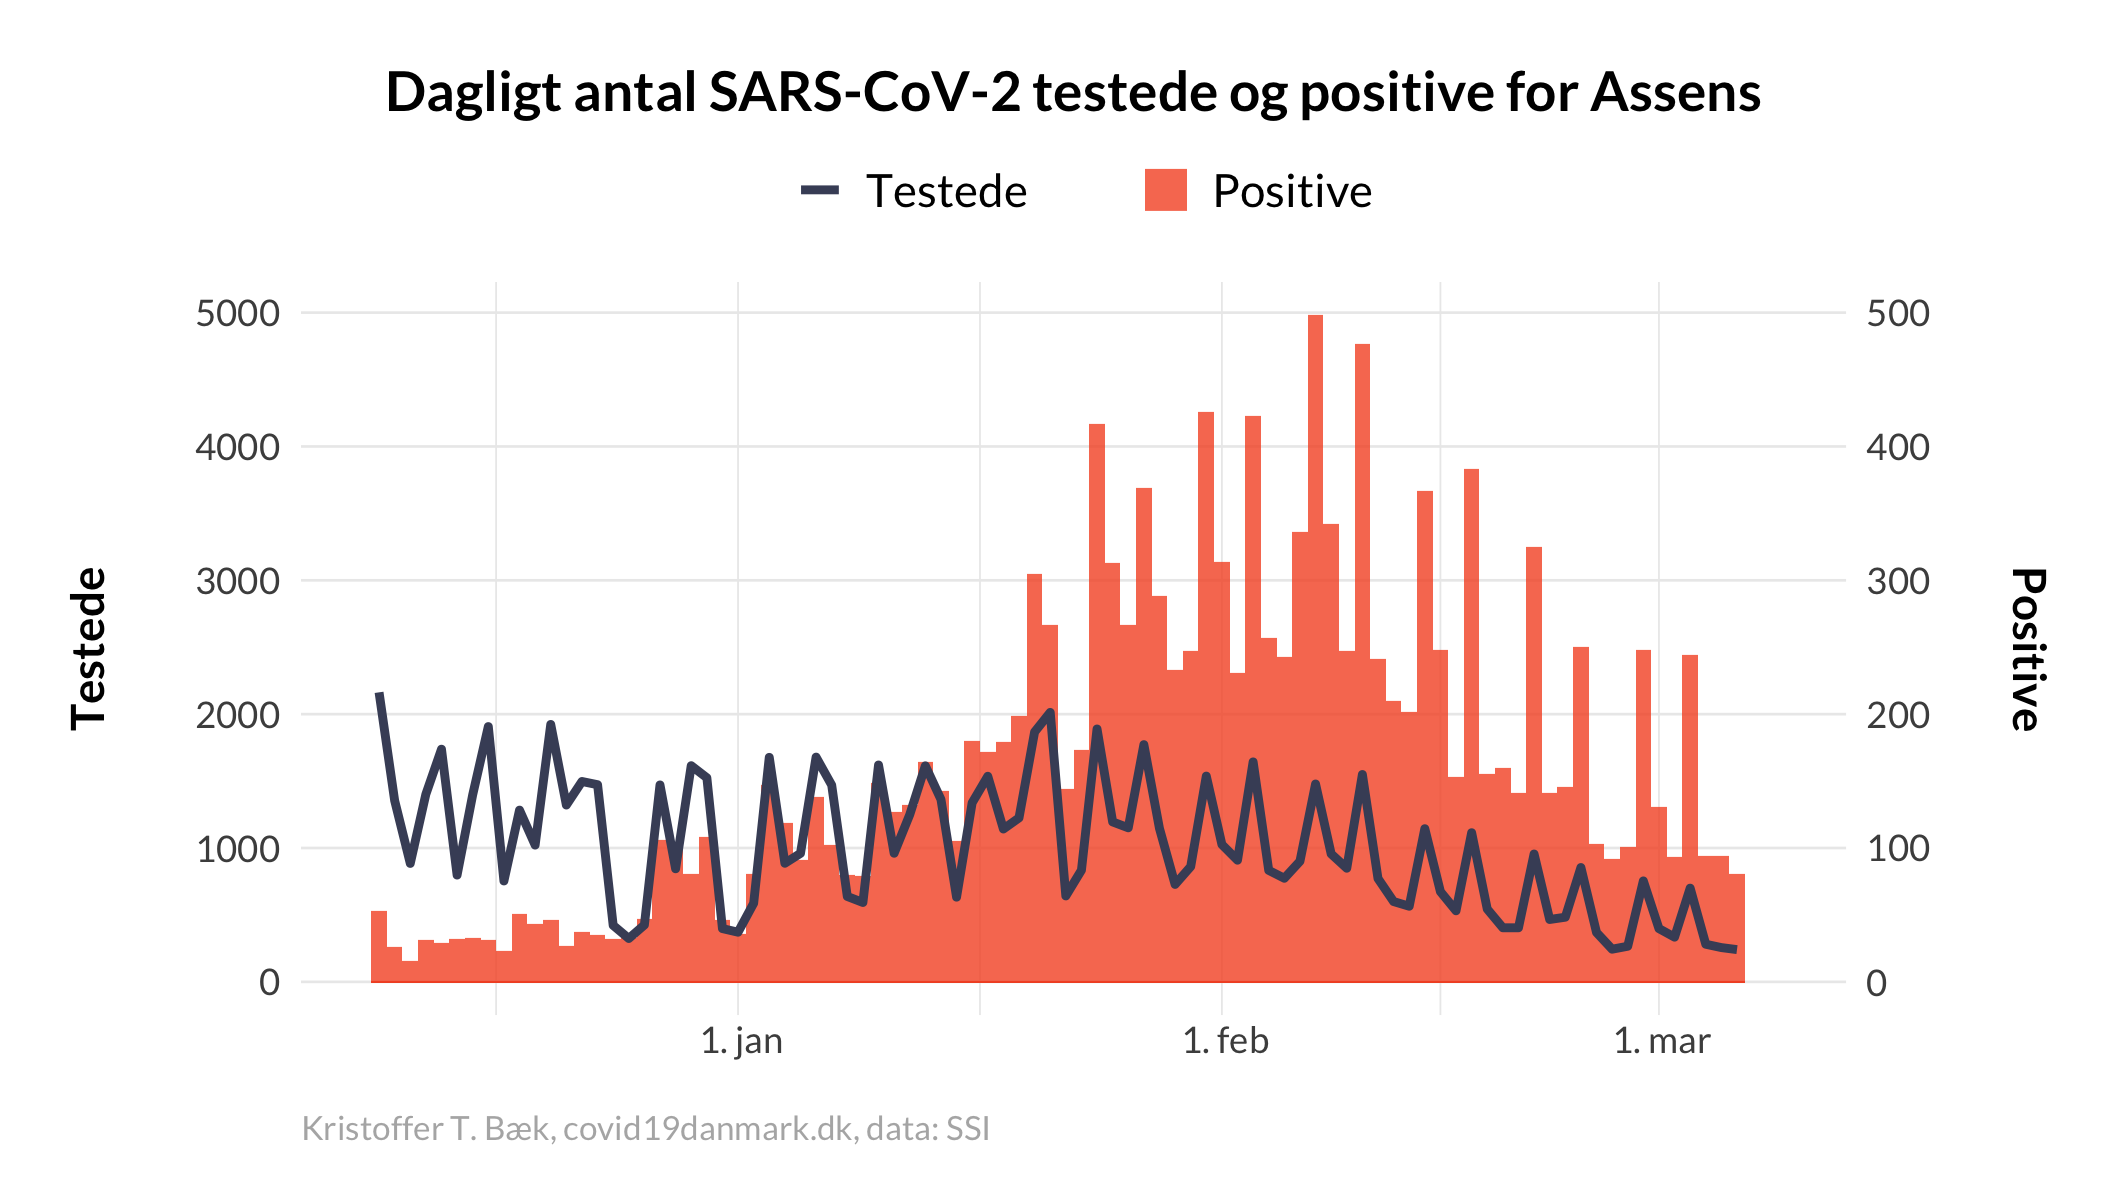 Dagligt antal SARS-CoV-2 testede og positive for Assens
Testede Positive
5000 500
4000 400
3000 300
2000 200
1000 100
0 0
Testede
Positive
1. jan 1. feb 1. mar
Kristoffer T. Bæk, covid19danmark.dk, data: SSI